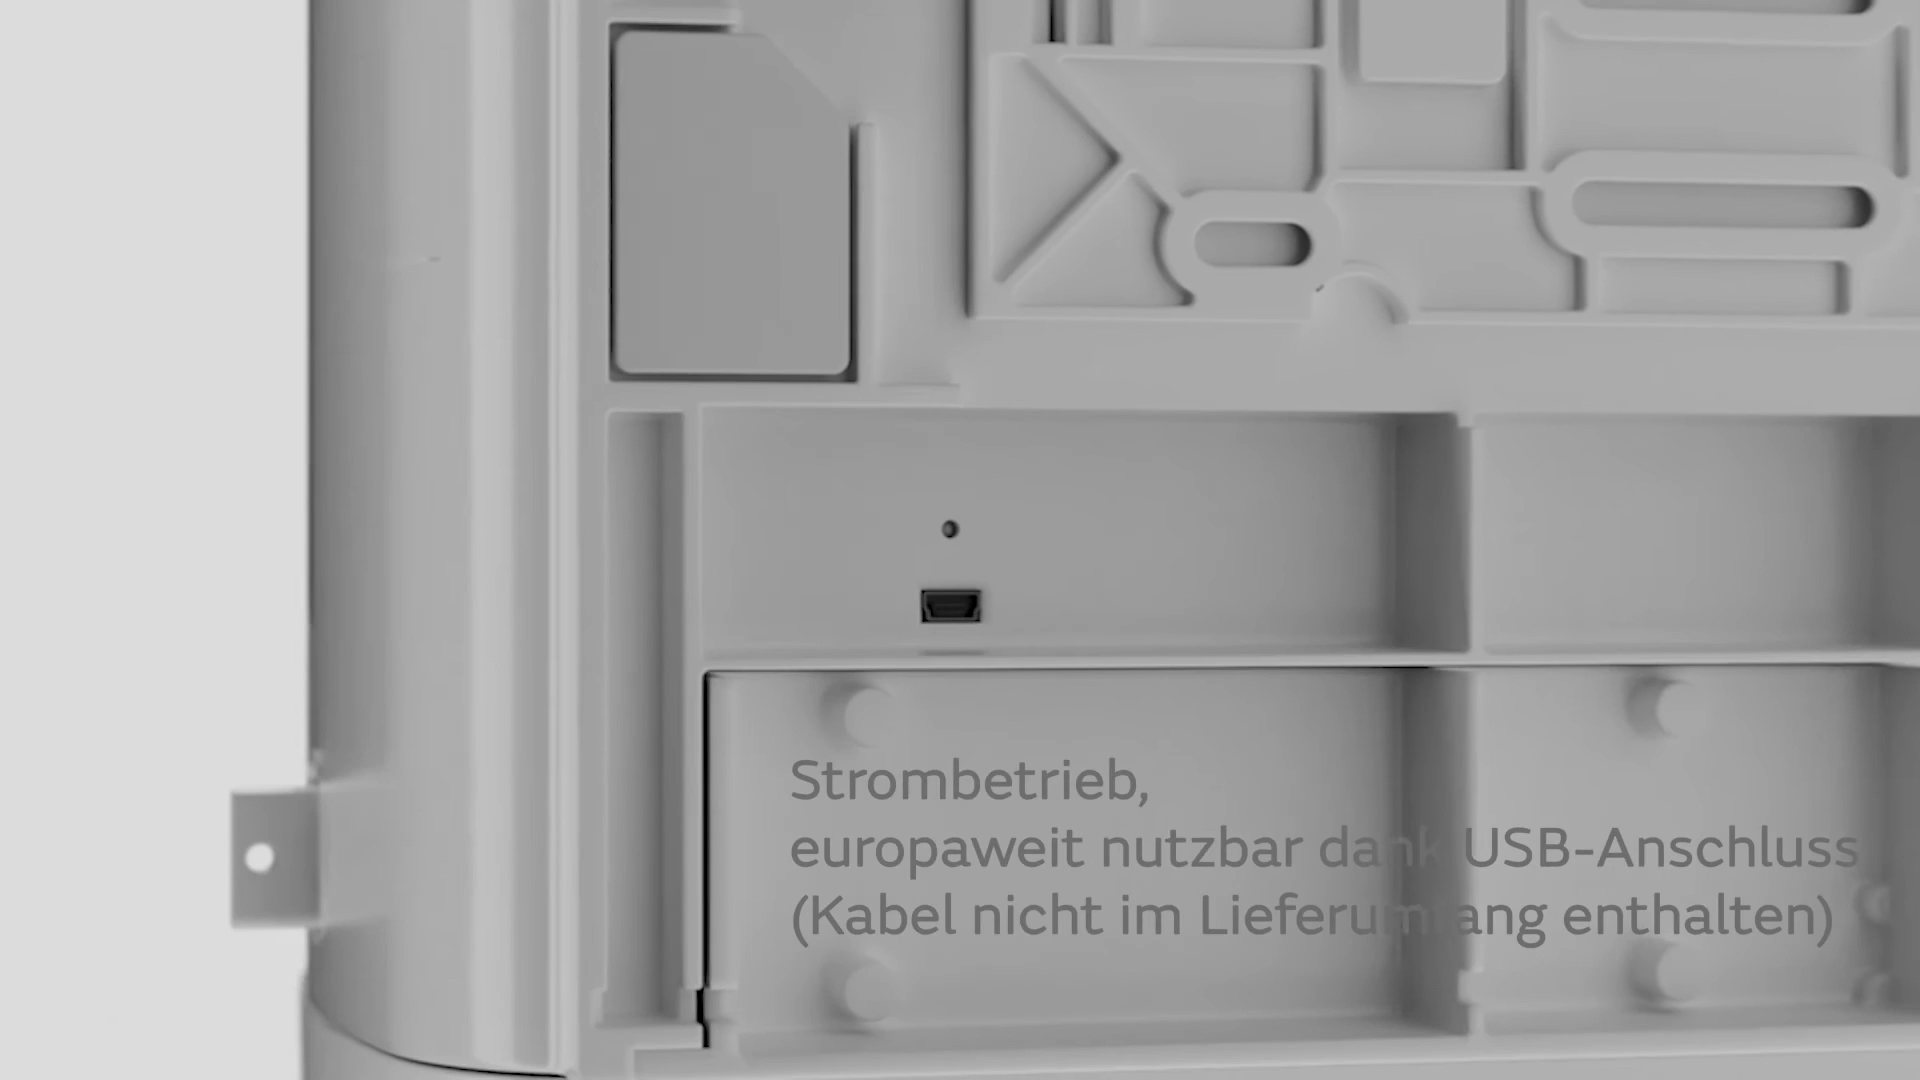 Strombetrieb,
europaweit nutzbar dank USB-Anschluss
(Kabel nicht im Lieferumfang enthalten)